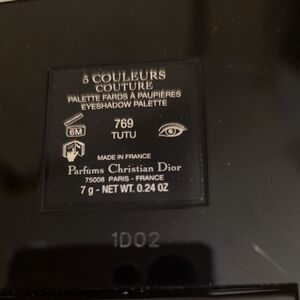 5 COULEURS
COUTURE
PALETTE FARDS À PAUPIÈRES
EYESHADOW PALETTE
6M
769
TUTU
MADE IN FRANCE
Parfums Christian Dior
75008 PARIS - FRANCE
7 g - NET WT. 0.24 OZ
1D02